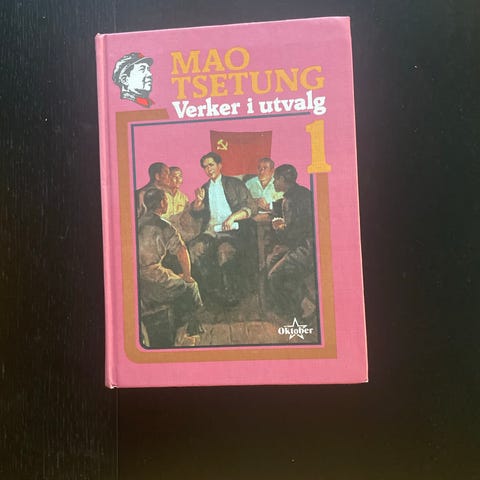 MAO
TSETUNG
Verker i utvalg
1
Oktober